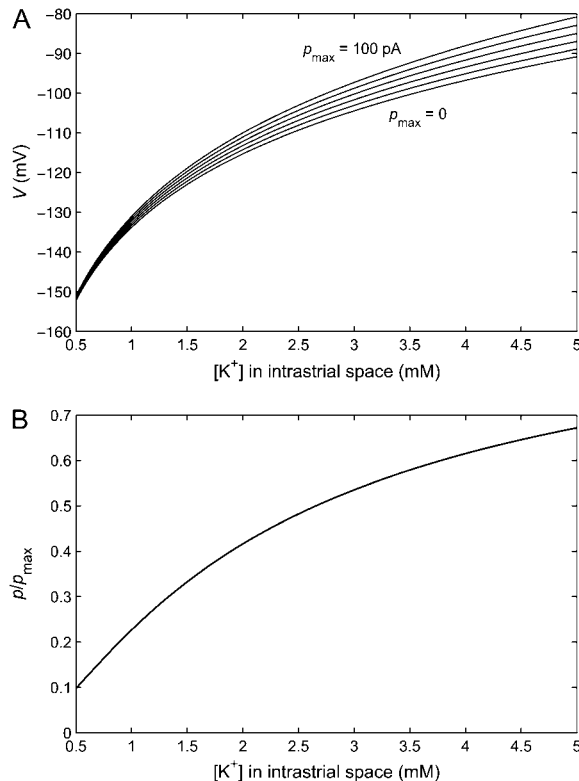 A
−80
−90
−100
−110
−120
−130
−140
−150
−160
V (mV)
pmax = 100 pA
pmax = 0
0.5 1 1.5 2 2.5 3 3.5 4 4.5 5
[K+] in intrastrial space (mM)
B
0.7
0.6
0.5
0.4
0.3
0.2
0.1
0
p/pmax
0.5 1 1.5 2 2.5 3 3.5 4 4.5 5
[K+] in intrastrial space (mM)